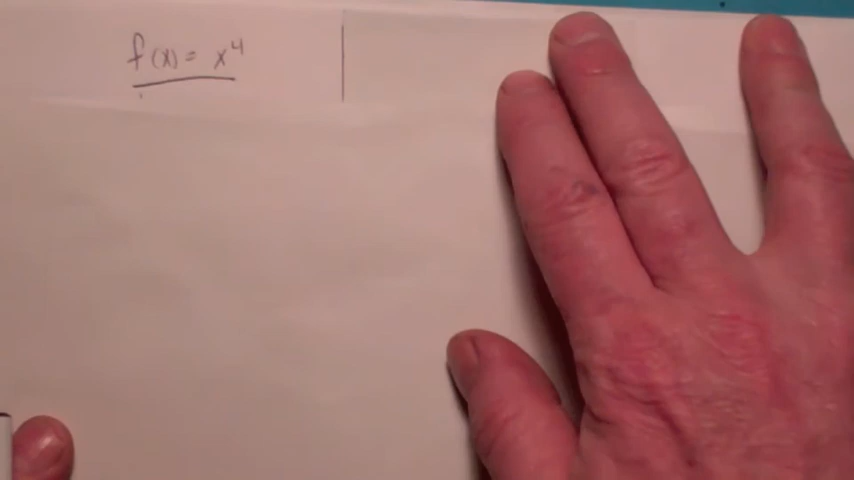 f(x) = x⁴